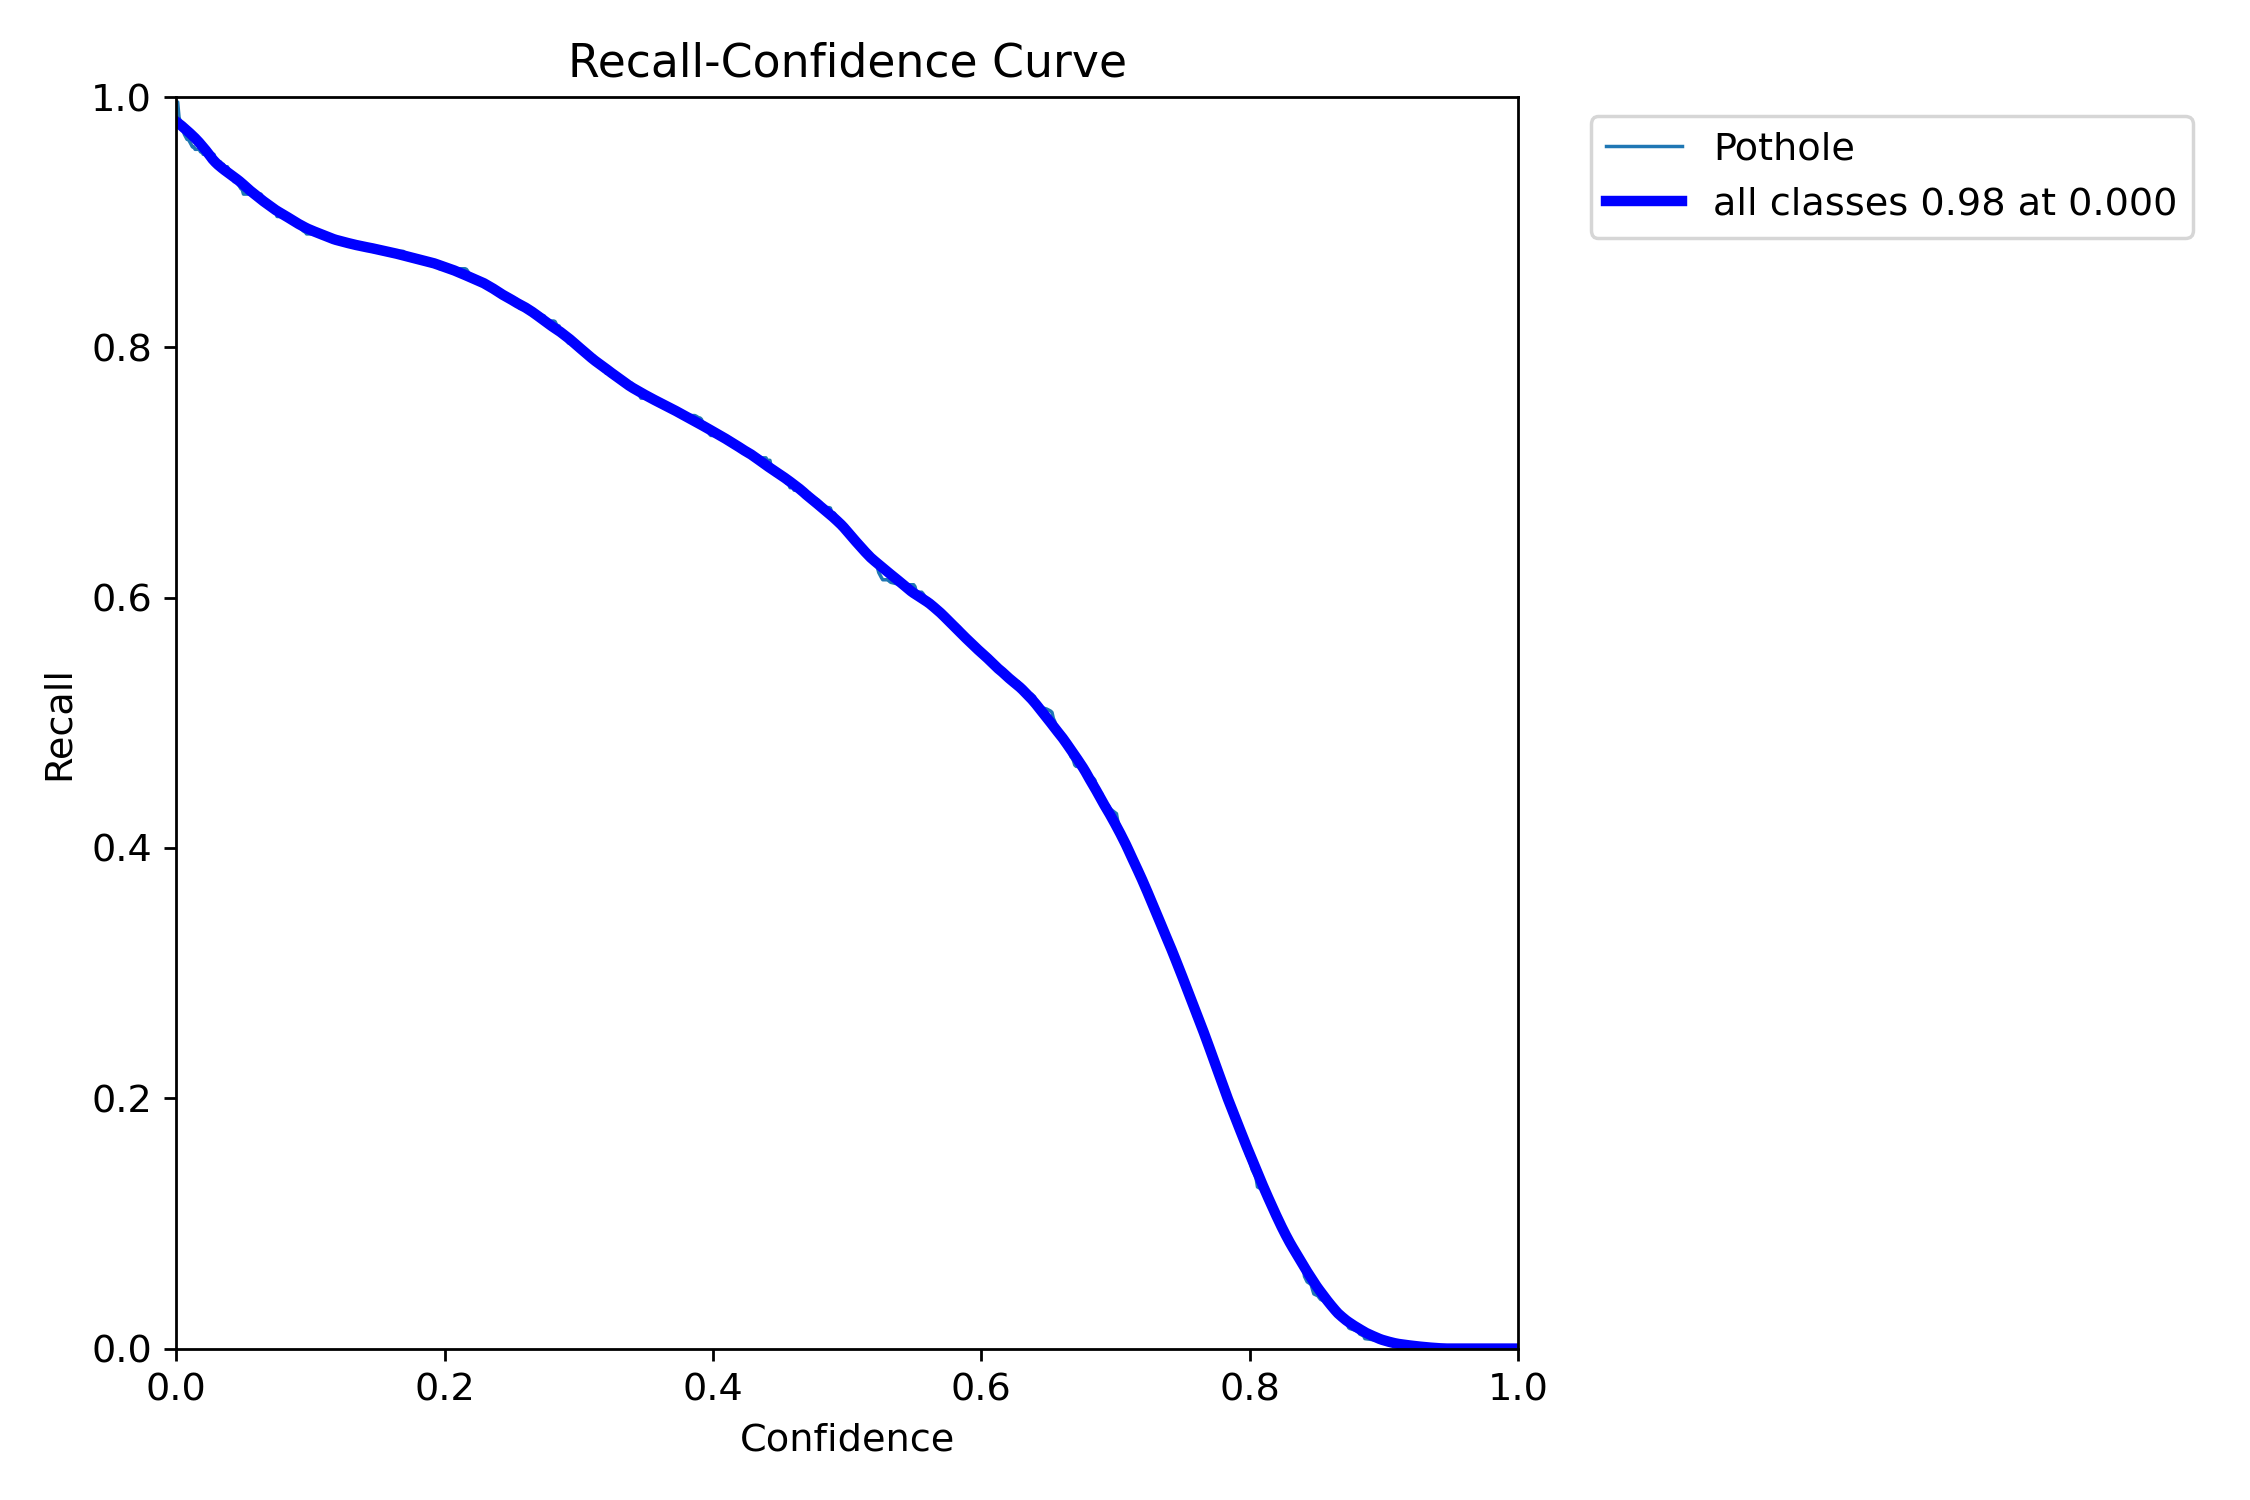 Recall-Confidence Curve
1.0
0.8
0.6
0.4
0.2
0.0
Recall
0.0 0.2 0.4 0.6 0.8 1.0
Confidence
Pothole
all classes 0.98 at 0.000